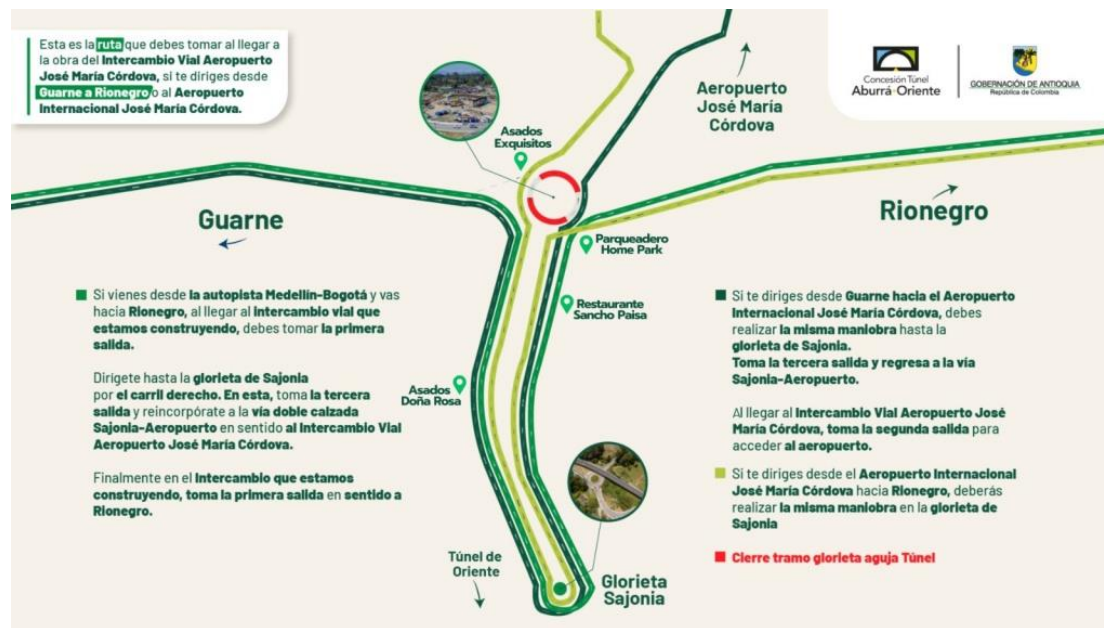 Esta es la ruta que debes tomar al llegar a
la obra del Intercambio Vial Aeropuerto
José María Córdova, si te diriges desde
Guarne a Rionegro o al Aeropuerto
Internacional José María Córdova.
Concesión Túnel
Aburrá Oriente
GOBERNACIÓN DE ANTIOQUIA
República de Colombia
Aeropuerto
José María
Córdova
Asados
Exquisitos
Guarne
Rionegro
Parqueadero
Home Park
Restaurante
Sancho Paisa
Asados
Doña Rosa
Si vienes desde la autopista Medellín-Bogotá y vas
hacia Rionegro, al llegar al intercambio vial que
estamos construyendo, debes tomar la primera
salida.
Dirígete hasta la glorieta de Sajonia
por el carril derecho. En esta, toma la tercera
salida y reincorpórate a la vía doble calzada
Sajonia-Aeropuerto en sentido al Intercambio Vial
Aeropuerto José María Córdova.
Finalmente en el Intercambio que estamos
construyendo, toma la primera salida en sentido a
Rionegro.
Si te diriges desde Guarne hacia el Aeropuerto
Internacional José María Córdova, debes
realizar la misma maniobra hasta la
glorieta de Sajonia.
Toma la tercera salida y regresa a la vía
Sajonia-Aeropuerto.
Al llegar al Intercambio Vial Aeropuerto José
María Córdova, toma la segunda salida para
acceder al aeropuerto.
Si te diriges desde el Aeropuerto Internacional
José María Córdova hacia Rionegro, deberás
realizar la misma maniobra en la glorieta de
Sajonia
Cierre tramo glorieta aguja Túnel
Túnel de
Oriente
Glorieta
Sajonia